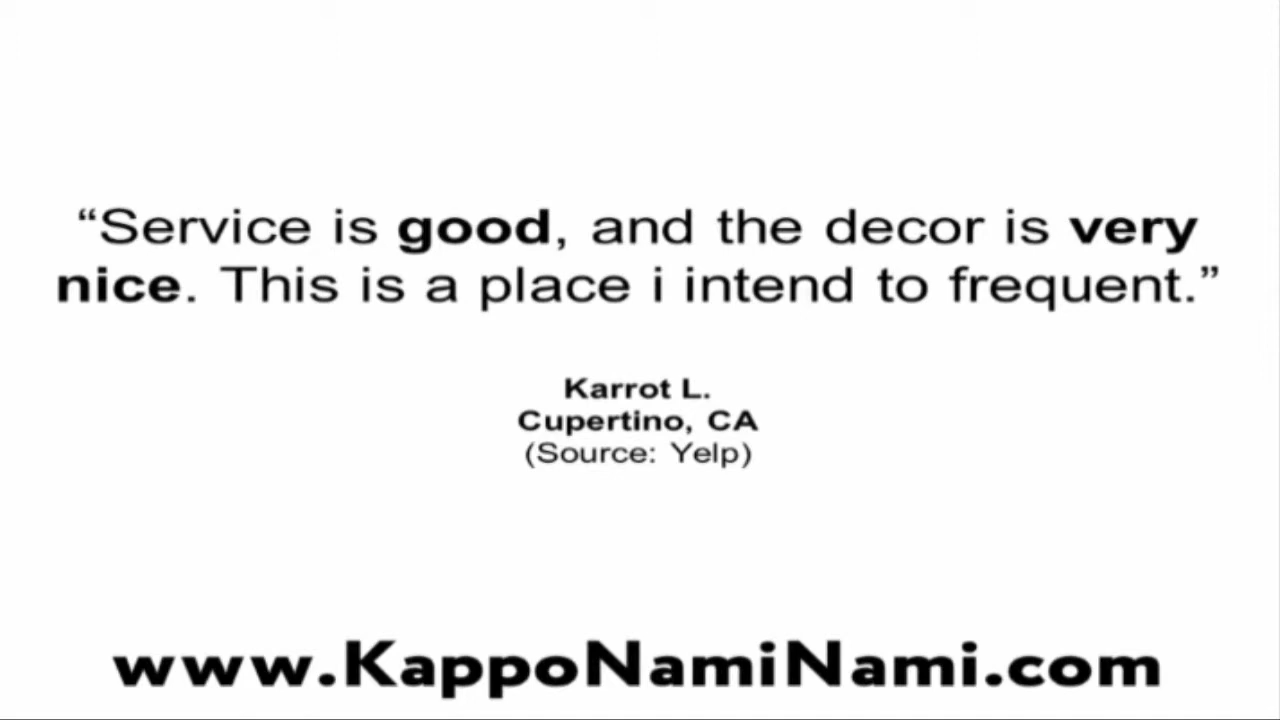 “Service is good, and the decor is very
nice. This is a place i intend to frequent.”
Karrot L.
Cupertino, CA
(Source: Yelp)
www.KappoNamiNami.com